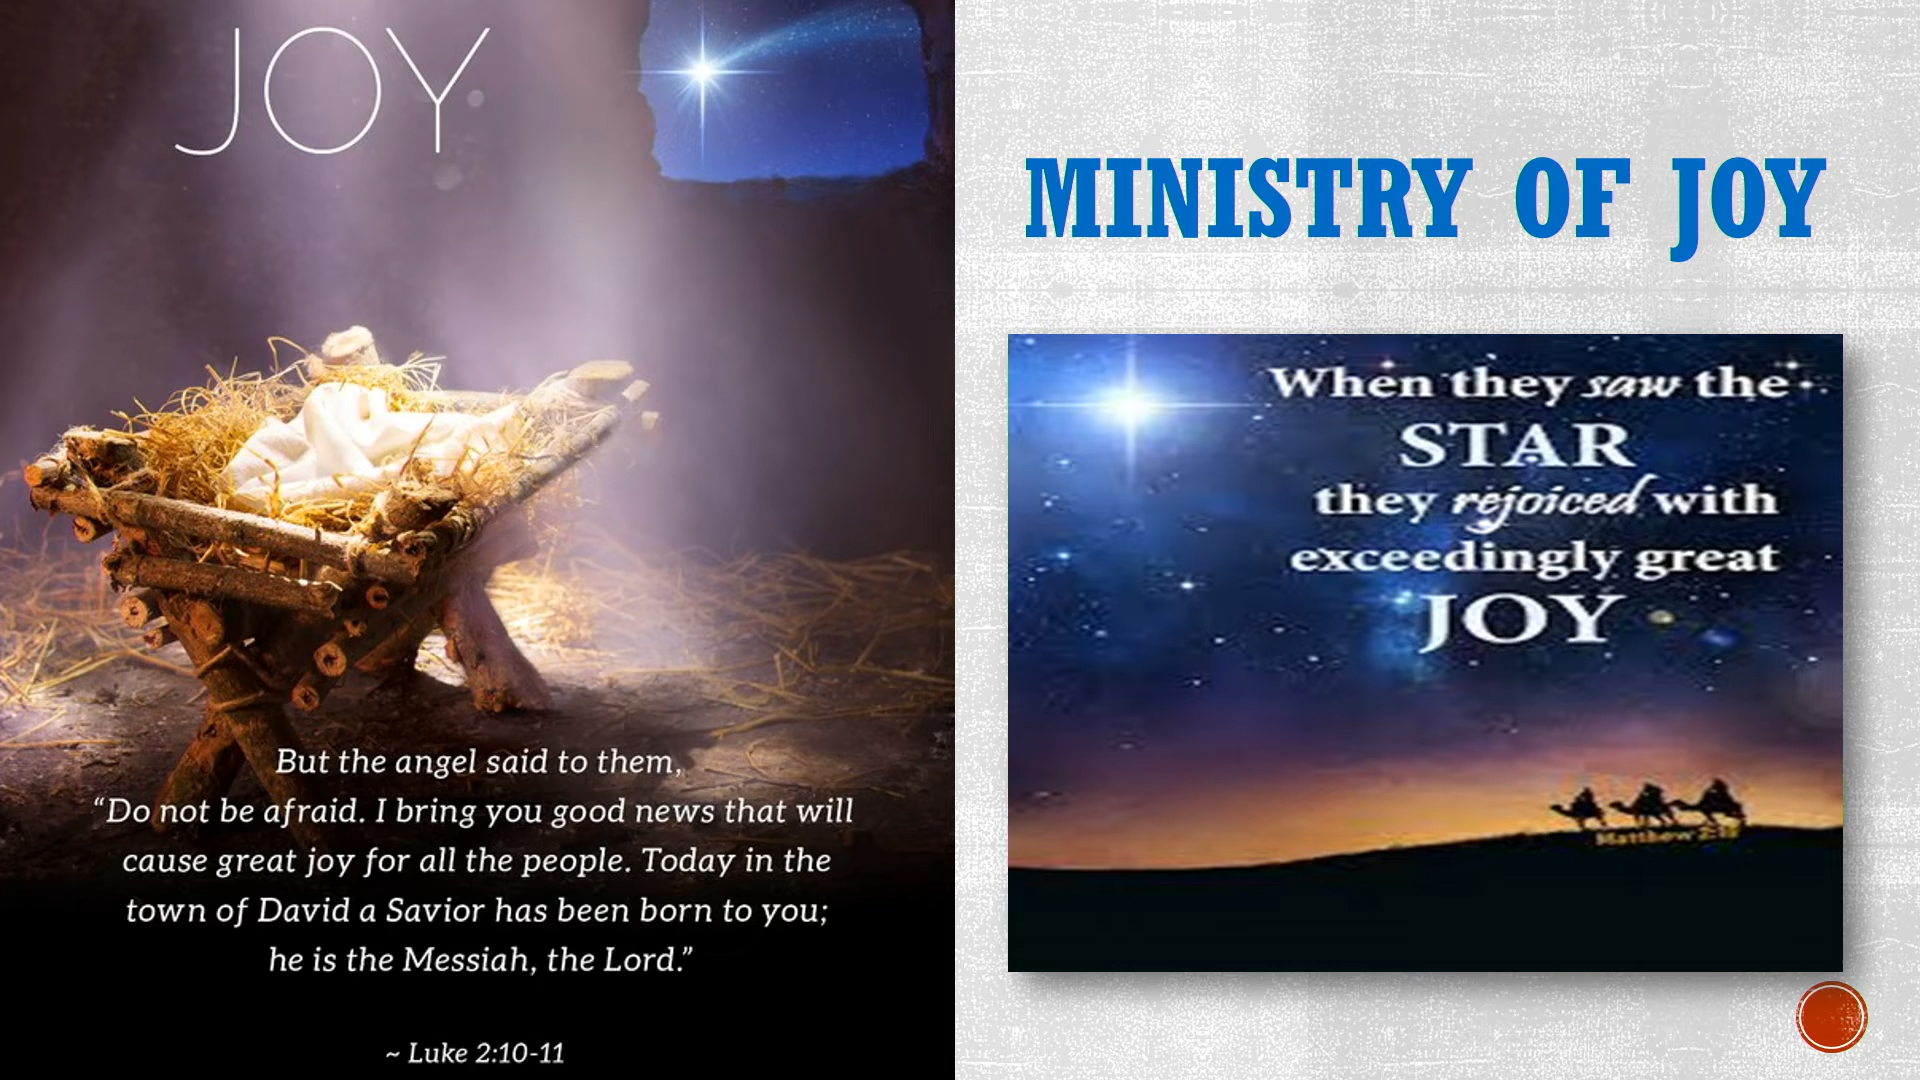 JOY
But the angel said to them,
“Do not be afraid. I bring you good news that will
cause great joy for all the people. Today in the
town of David a Savior has been born to you;
he is the Messiah, the Lord.”
~ Luke 2:10-11
MINISTRY OF JOY
When they saw the
STAR
they rejoiced with
exceedingly great
JOY
Matthew